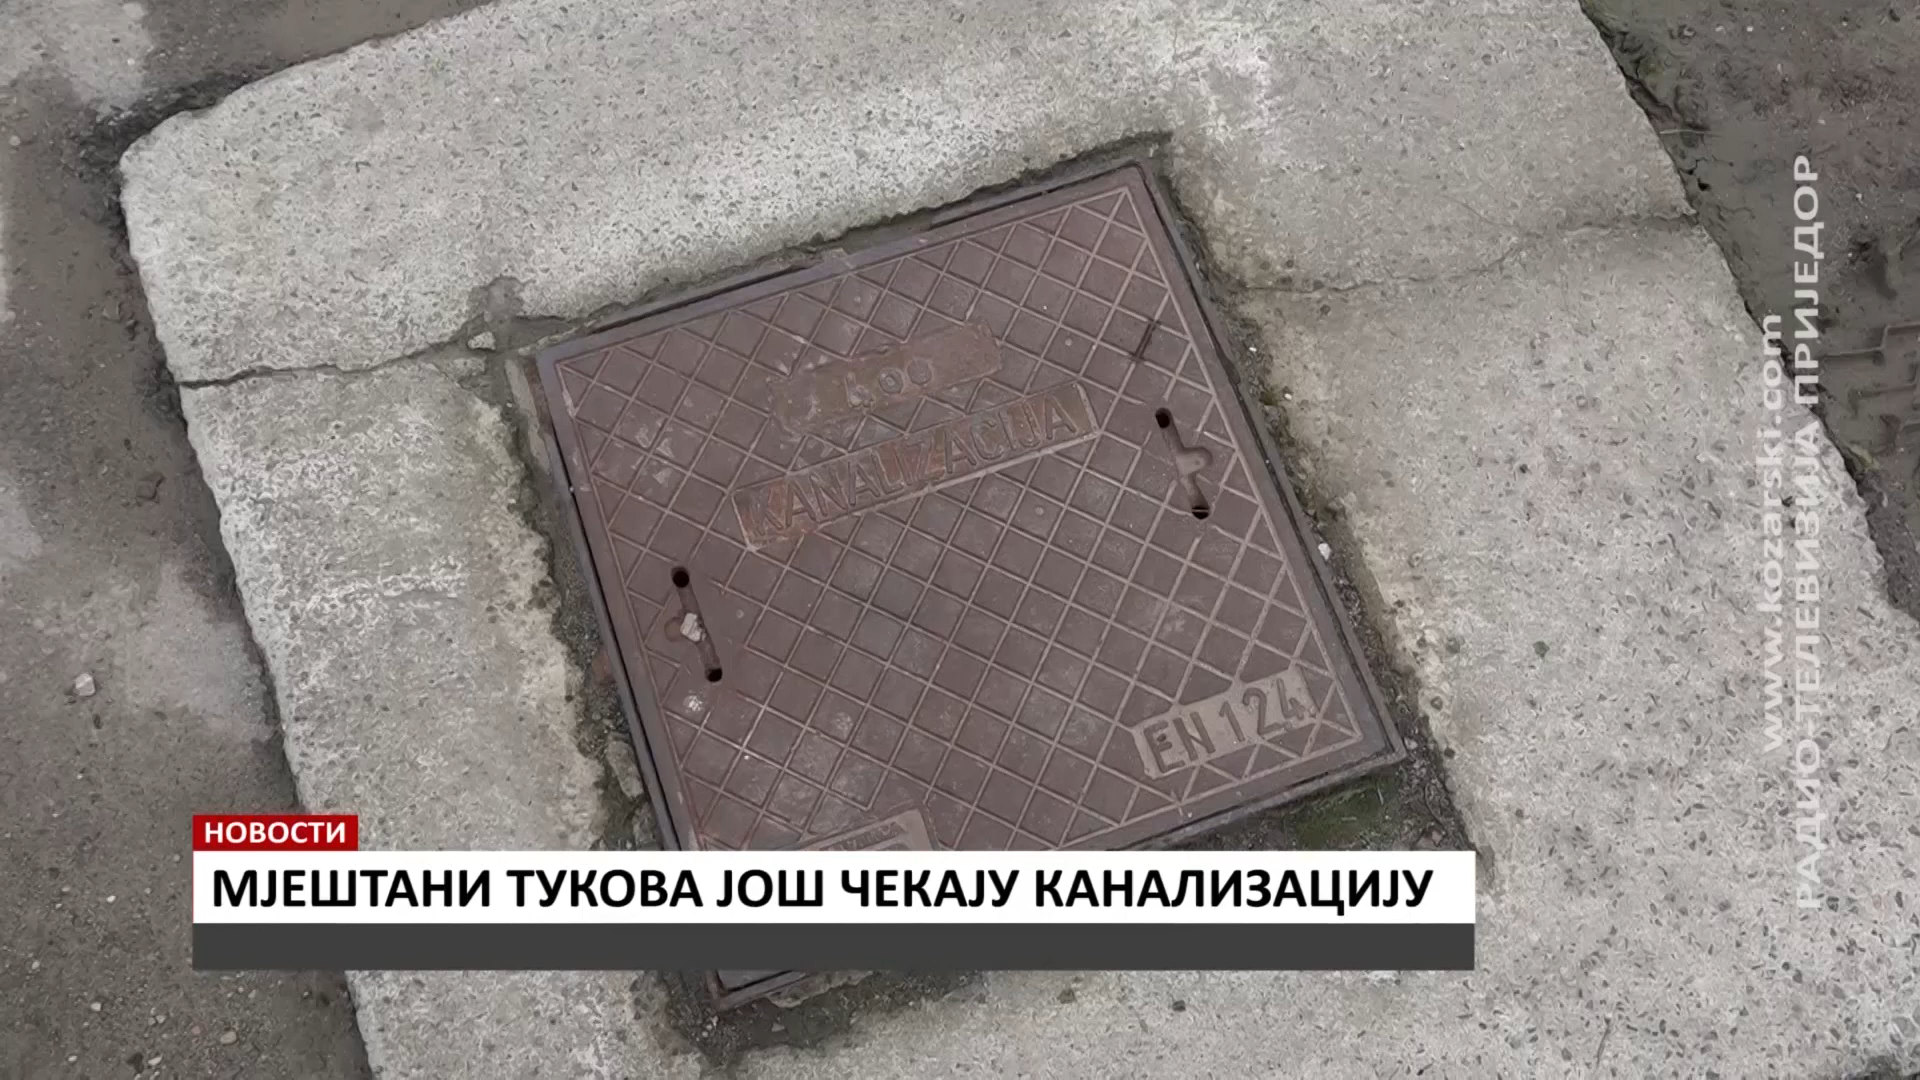 KANALIZACIJA
EN 124
www.kozarski.com
РАДИО ТЕЛЕВИЗИЈА ПРИЈЕДОР
НОВОСТИ
МЈЕШТАНИ ТУКОВА ЈОШ ЧЕКАЈУ КАНАЛИЗАЦИЈУ